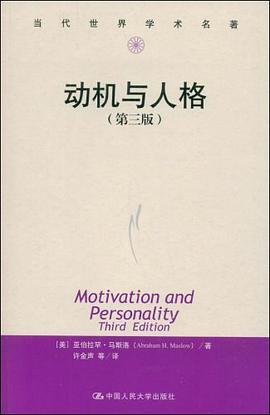 当代世界学术名著
动机与人格
（第三版）
Motivation and
Personality
Third Edition
［美］亚伯拉罕·马斯洛（Abraham H. Maslow）著
许金声 等/译
中国人民大学出版社